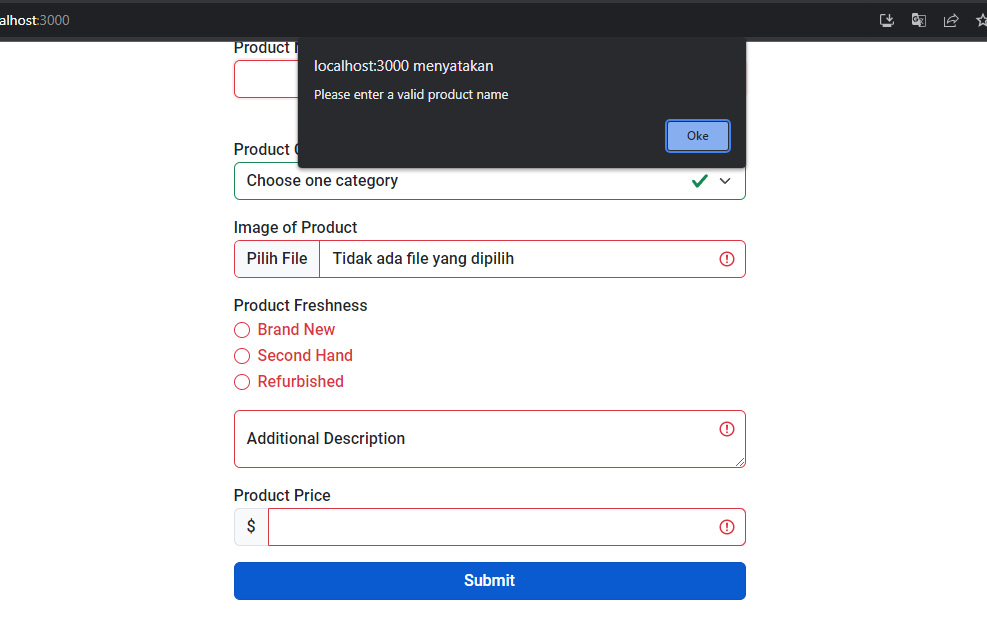 alhost:3000
Product
localhost:3000 menyatakan
Please enter a valid product name
Oke
Product
Choose one category
Image of Product
Pilih File
Tidak ada file yang dipilih
Product Freshness
Brand New
Second Hand
Refurbished
Additional Description
Product Price
$
Submit